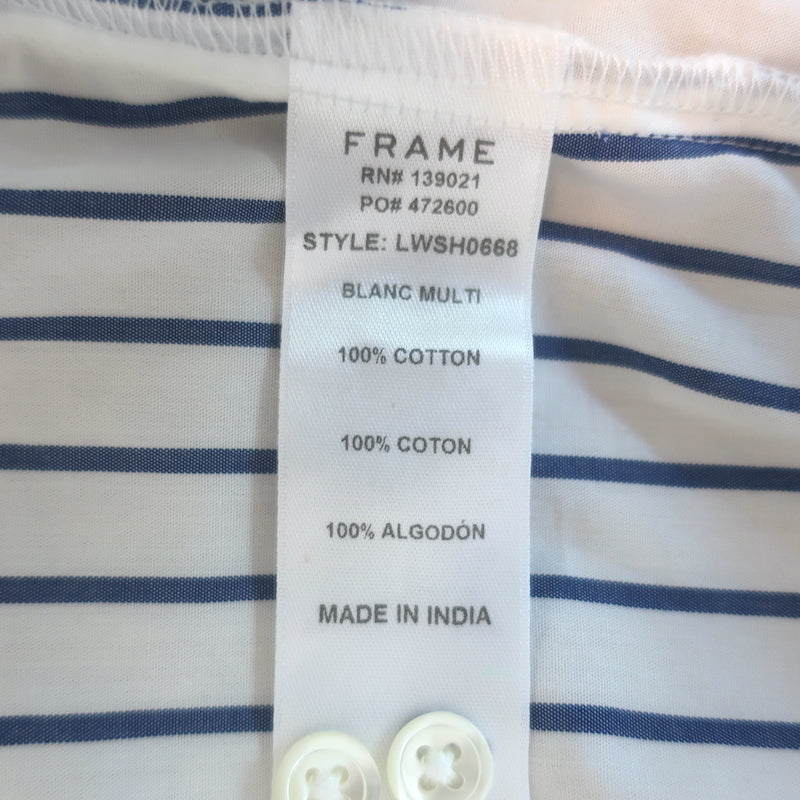 FRAME
RN# 139021
PO# 472600
STYLE: LWSH0668
BLANC MULTI
100% COTTON
100% COTON
100% ALGODÓN
MADE IN INDIA